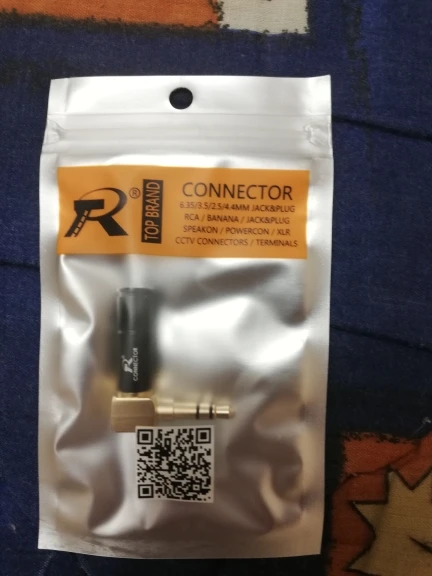 R®
TOP BRAND
CONNECTOR
6.35/3.5/2.5/4.4MM JACK&PLUG
RCA / BANANA / JACK&PLUG
SPEAKON / POWERCON / XLR
CCTV CONNECTORS / TERMINALS
R®
CONNECTOR